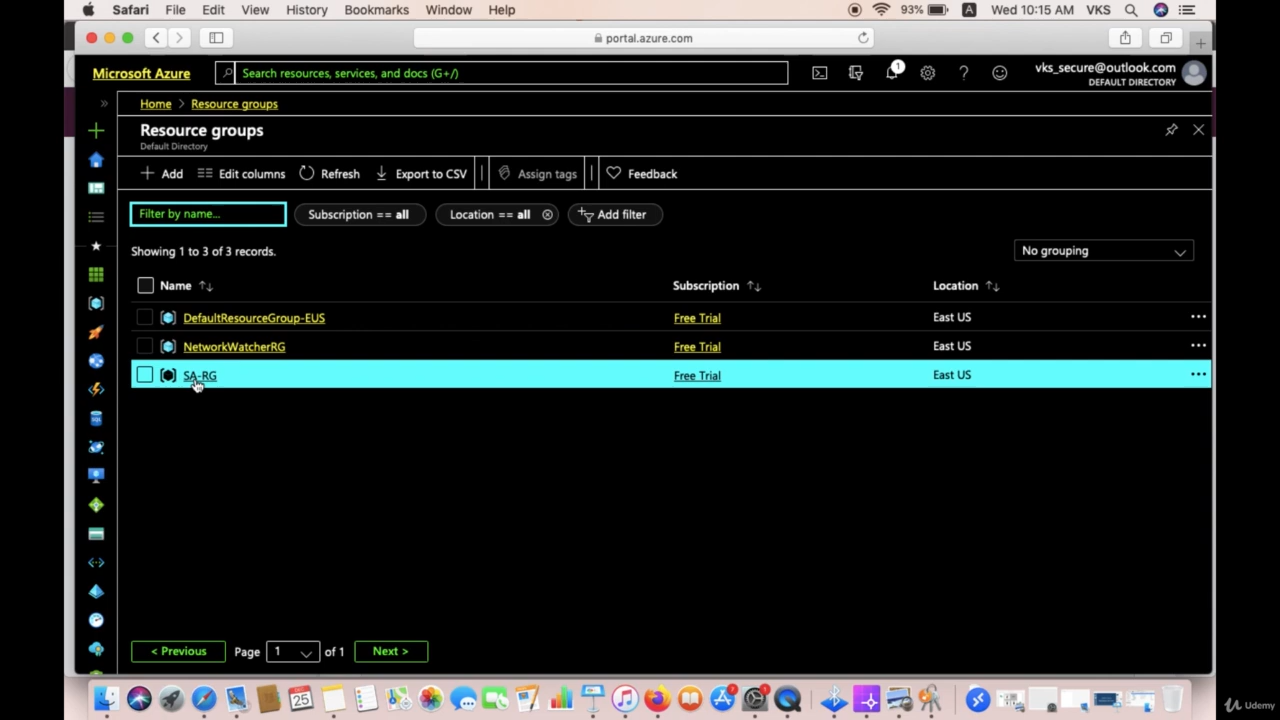 Safari File Edit View History Bookmarks Window Help 93% A Wed 10:15 AM VKS
portal.azure.com
Microsoft Azure Search resources, services, and docs (G+/) 1 vks_secure@outlook.com
DEFAULT DIRECTORY
Home > Resource groups
Resource groups
Default Directory
Add Edit columns Refresh Export to CSV Assign tags Feedback
Filter by name... Subscription == all Location == all Add filter
Showing 1 to 3 of 3 records. No grouping
Name Subscription Location
DefaultResourceGroup-EUS Free Trial East US
NetworkWatcherRG Free Trial East US
SA-RG Free Trial East US
< Previous Page 1 of 1 Next >
25
Udemy